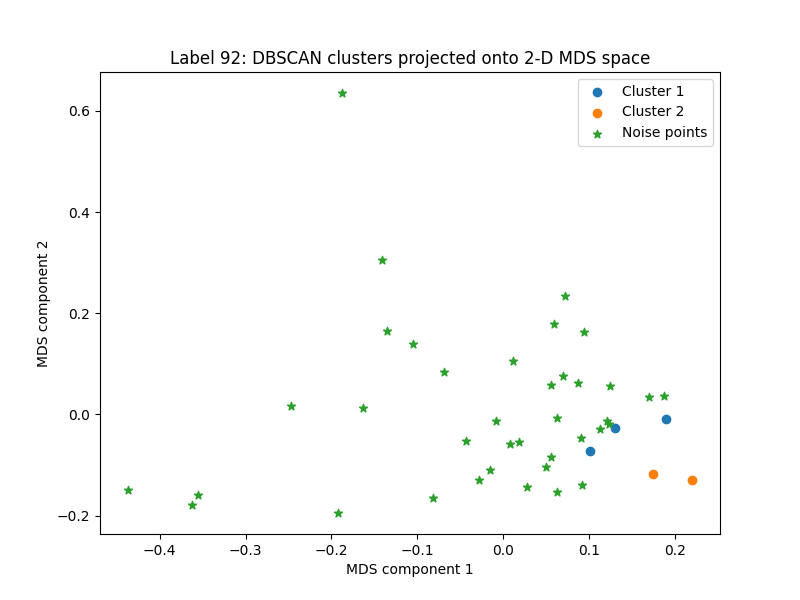 Label 92: DBSCAN clusters projected onto 2-D MDS space
Cluster 1
Cluster 2
Noise points
0.6
0.4
0.2
0.0
−0.2
MDS component 2
−0.4
−0.3
−0.2
−0.1
0.0
0.1
0.2
MDS component 1